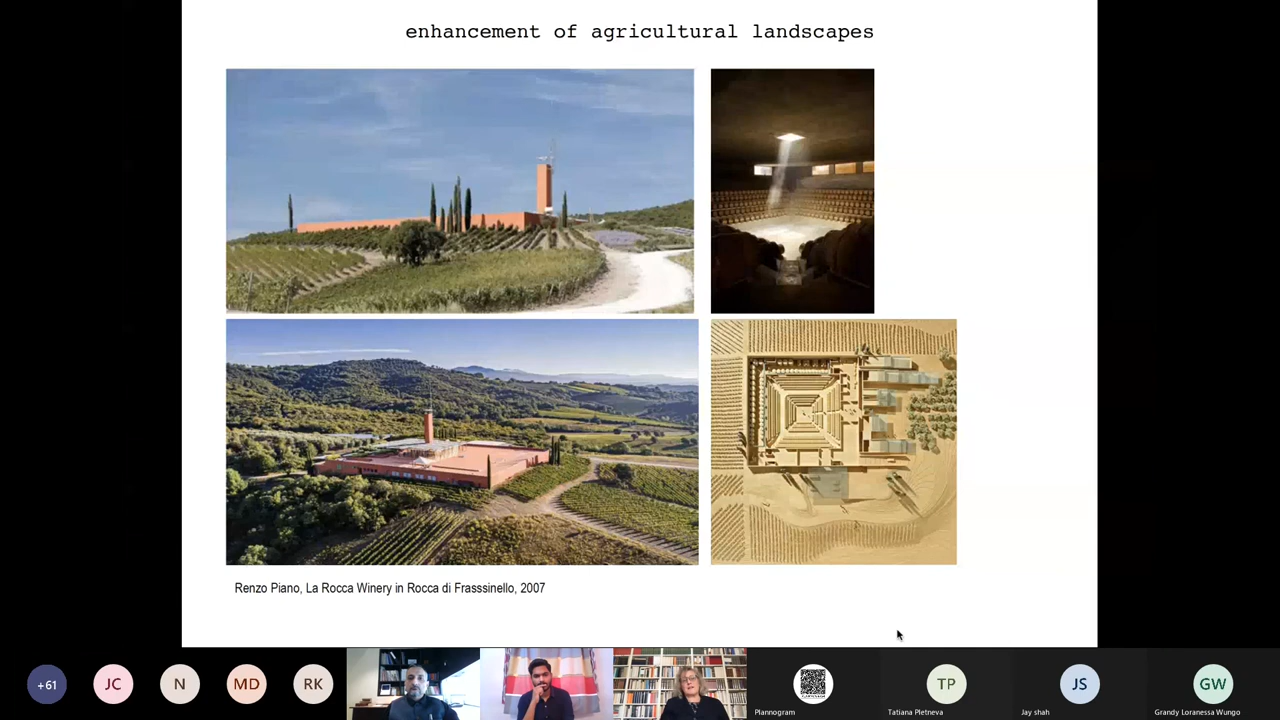 enhancement of agricultural landscapes
Renzo Piano, La Rocca Winery in Rocca di Frasssinello, 2007
+61
JC
N
MD
RK
Plannogram
TP
Tatiana Pletneva
JS
Jay shah
GW
Grandy Loranessa Wungo